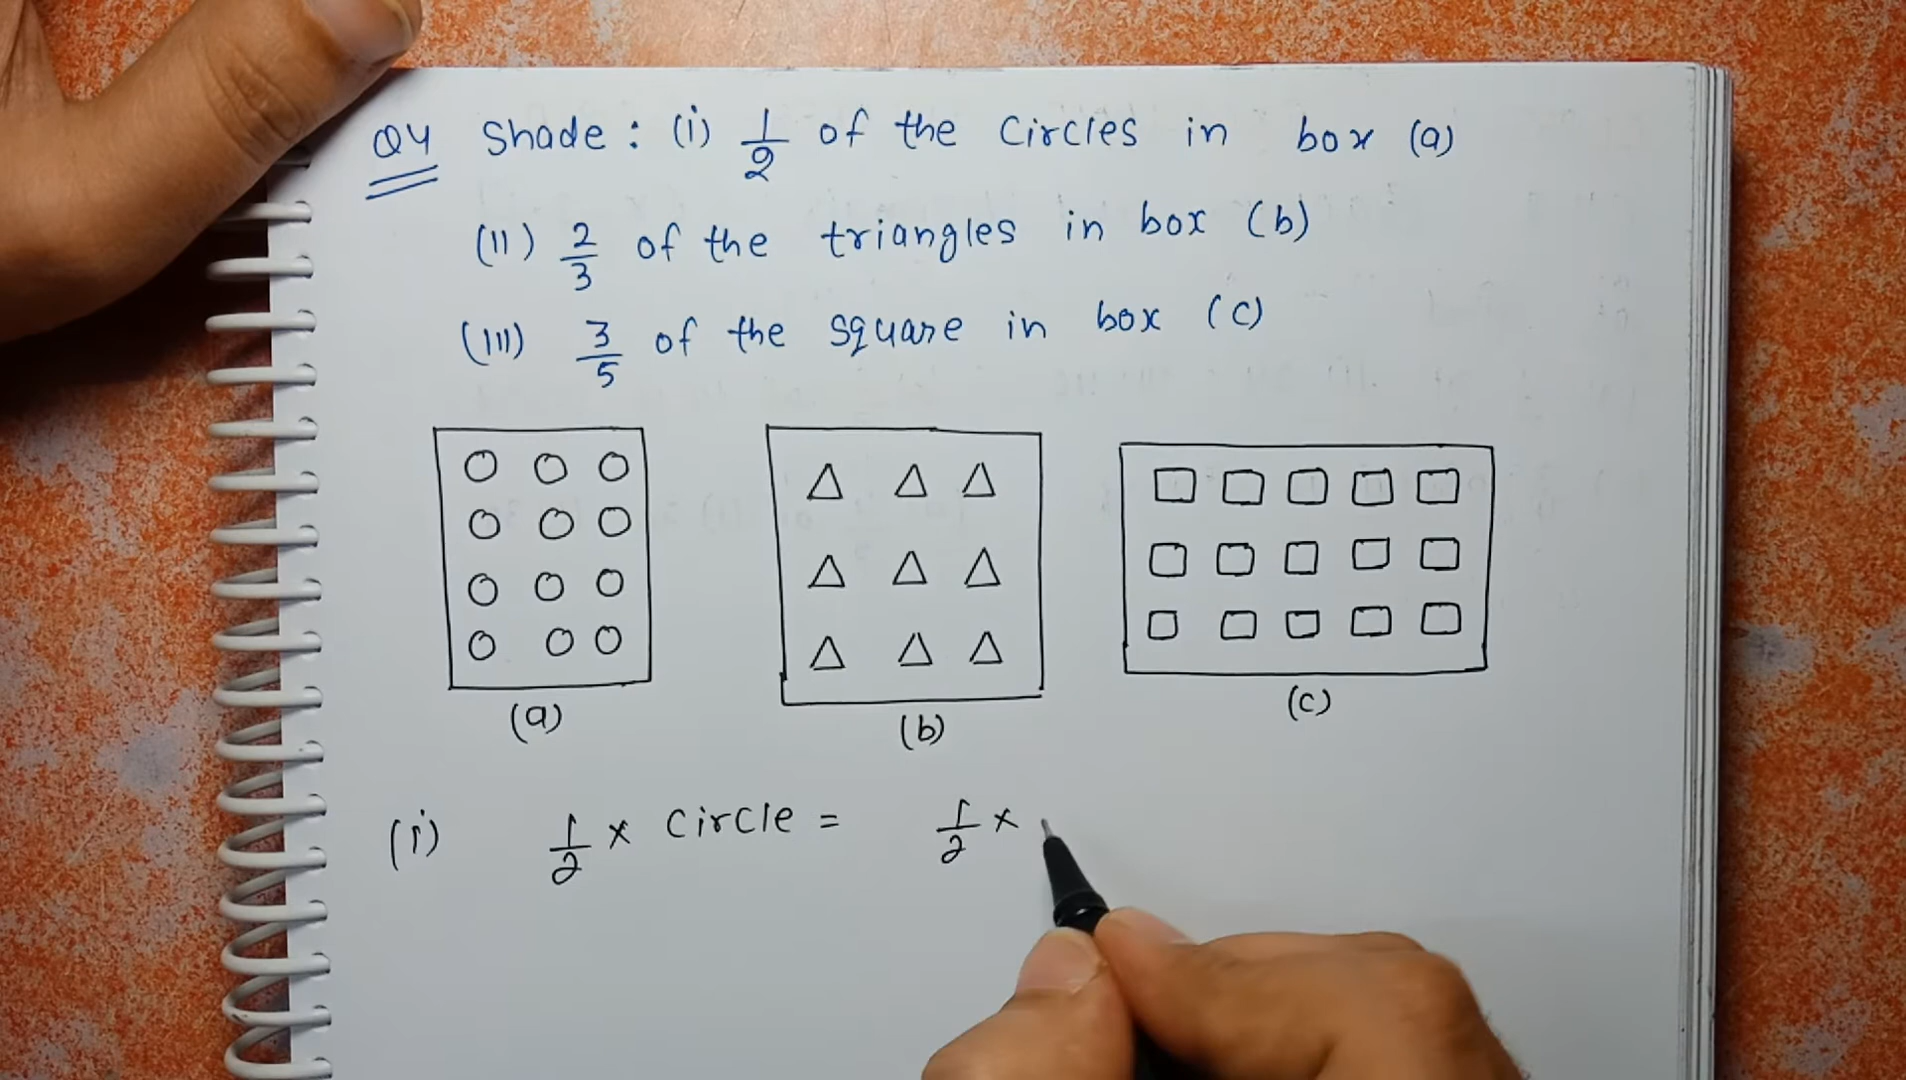 Q4 Shade : (i) 1/2 of the Circles in box (a)
(II) 2/3 of the triangles in box (b)
(III) 3/5 of the square in box (c)
(a) (b) (c)
(i) 1/2 × Circle = 1/2 ×